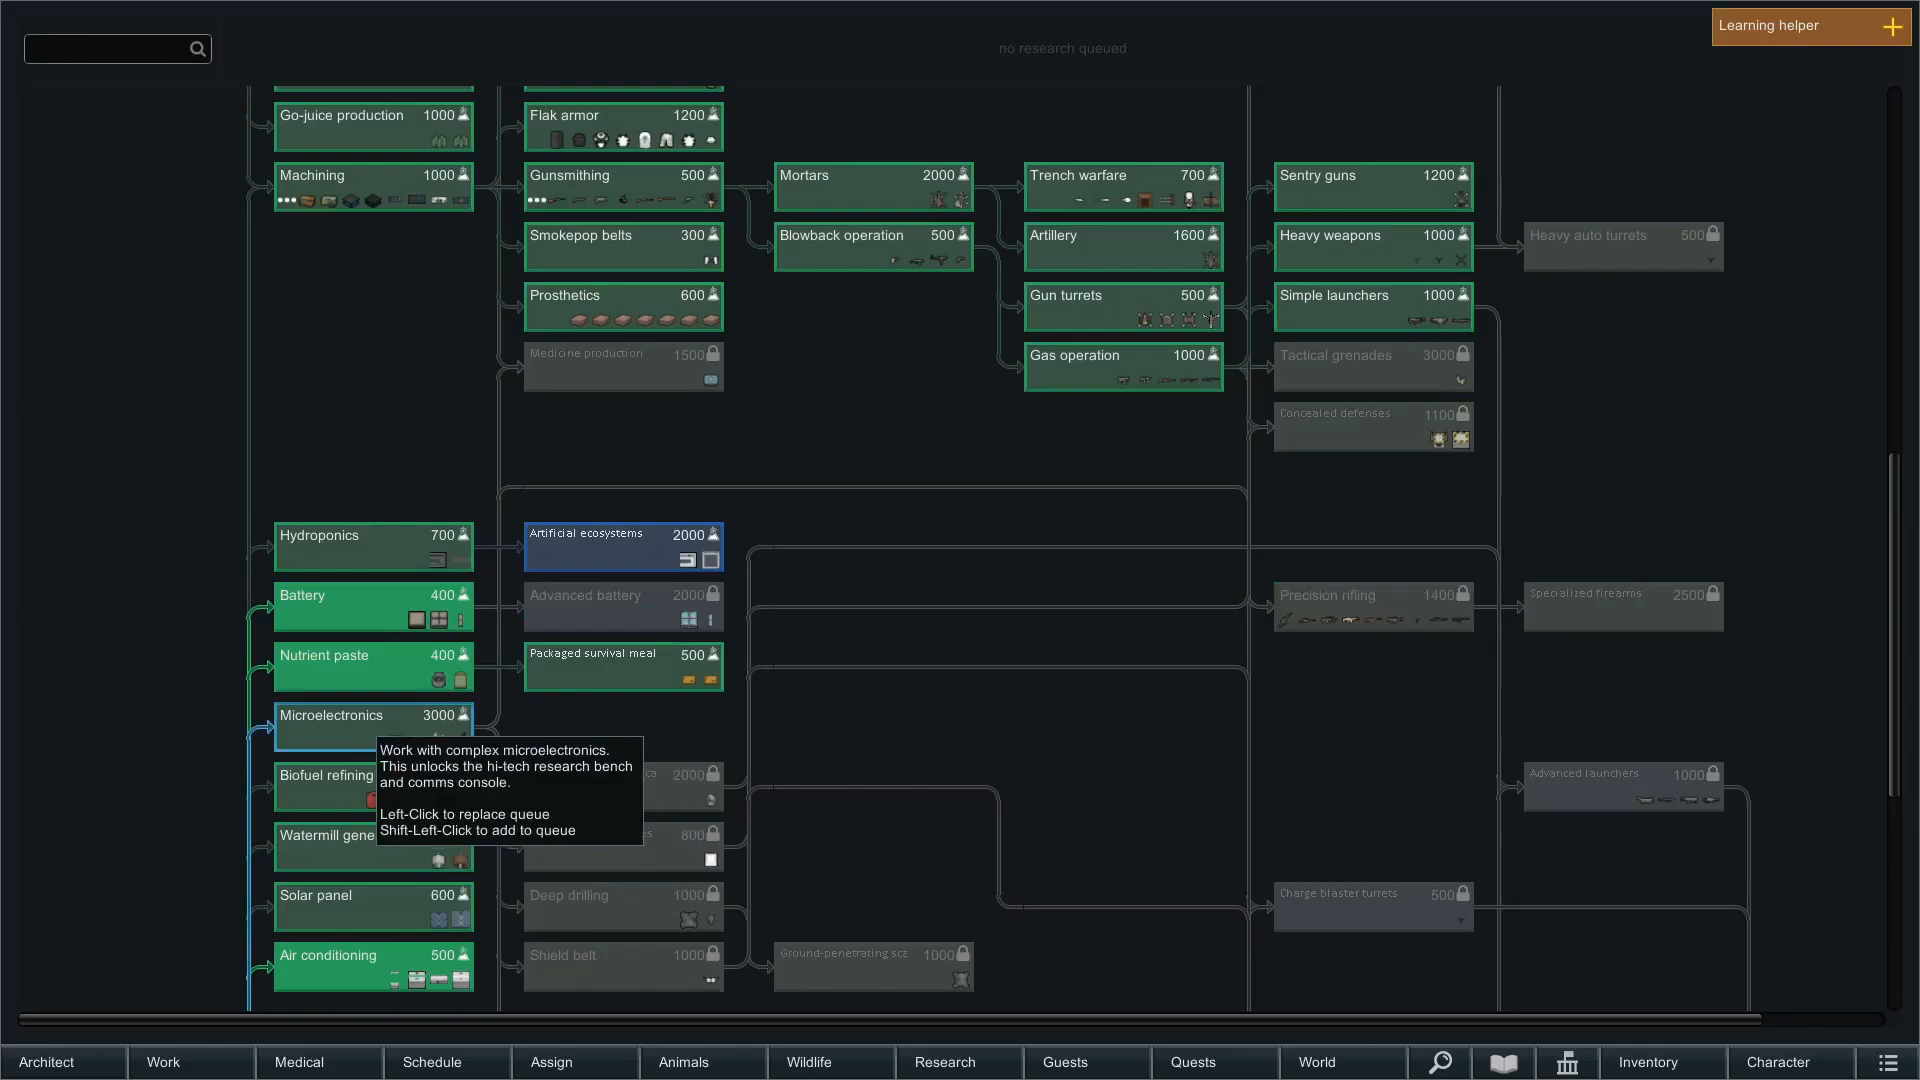 Learning helper
no research queued
Go-juice production 1000
Flak armor 1200
Machining 1000
Gunsmithing 500
Mortars 2000
Trench warfare 700
Sentry guns 1200
Smokepop belts 300
Blowback operation 500
Artillery 1600
Heavy weapons 1000
Heavy auto turrets 500
Prosthetics 600
Gun turrets 500
Simple launchers 1000
Medicine production 1500
Gas operation 1000
Tactical grenades 3000
Concealed defenses 1100
Hydroponics 700
Artificial ecosystems 2000
Battery 400
Advanced battery 2000
Precision rifling 1400
Specialized firearms 2500
Nutrient paste 400
Packaged survival meal 500
Microelectronics 3000
Work with complex microelectronics.
This unlocks the hi-tech research bench
and comms console.
Left-Click to replace queue
Shift-Left-Click to add to queue
Biofuel refining
ca 2000
Advanced launchers 1000
Watermill gene
es 800
Solar panel 600
Deep drilling 1000
Charge blaster turrets 500
Air conditioning 500
Shield belt 1000
Ground-penetrating sca 1000
Architect
Work
Medical
Schedule
Assign
Animals
Wildlife
Research
Guests
Quests
World
Inventory
Character